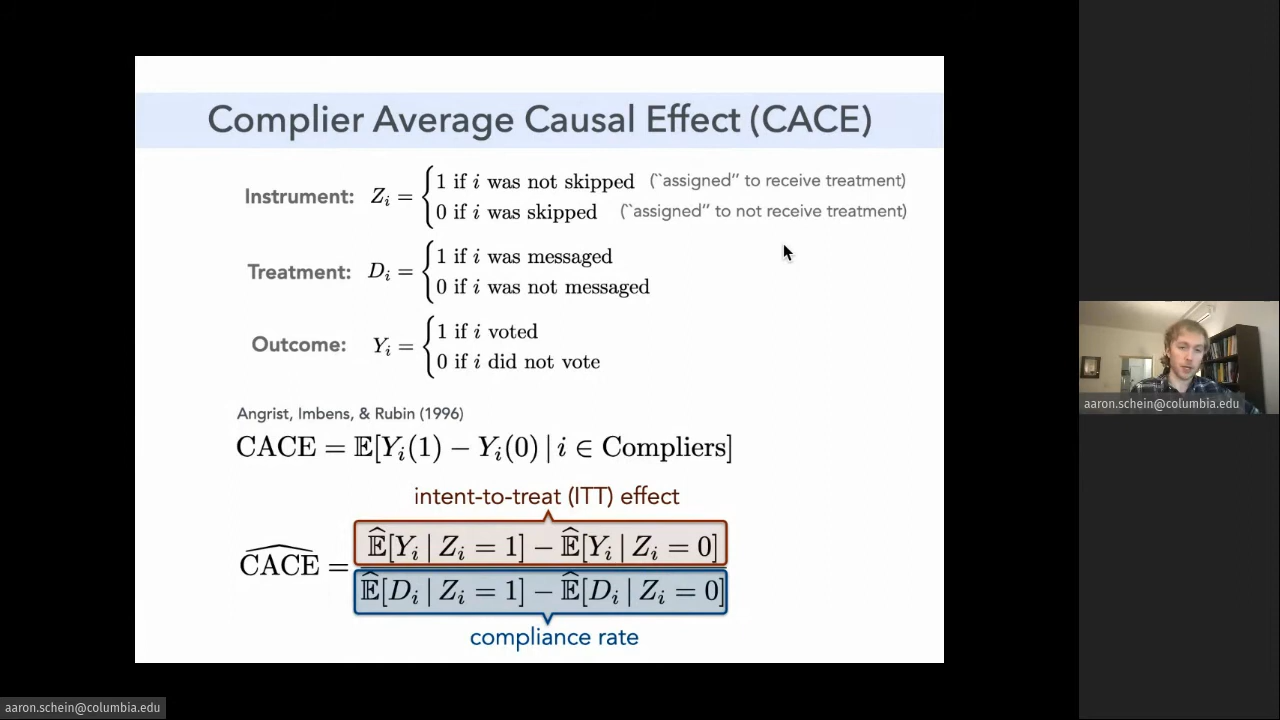 Complier Average Causal Effect (CACE)
Instrument: Z_i = { 1 if i was not skipped (``assigned'' to receive treatment)
0 if i was skipped (``assigned'' to not receive treatment)
Treatment: D_i = { 1 if i was messaged
0 if i was not messaged
Outcome: Y_i = { 1 if i voted
0 if i did not vote
Angrist, Imbens, & Rubin (1996)
CACE = 𝔼[Y_i(1) − Y_i(0) | i ∈ Compliers]
intent-to-treat (ITT) effect
𝔼̂[Y_i | Z_i = 1] − 𝔼̂[Y_i | Z_i = 0]
ĈACE =
𝔼̂[D_i | Z_i = 1] − 𝔼̂[D_i | Z_i = 0]
compliance rate
aaron.schein@columbia.edu
aaron.schein@columbia.edu